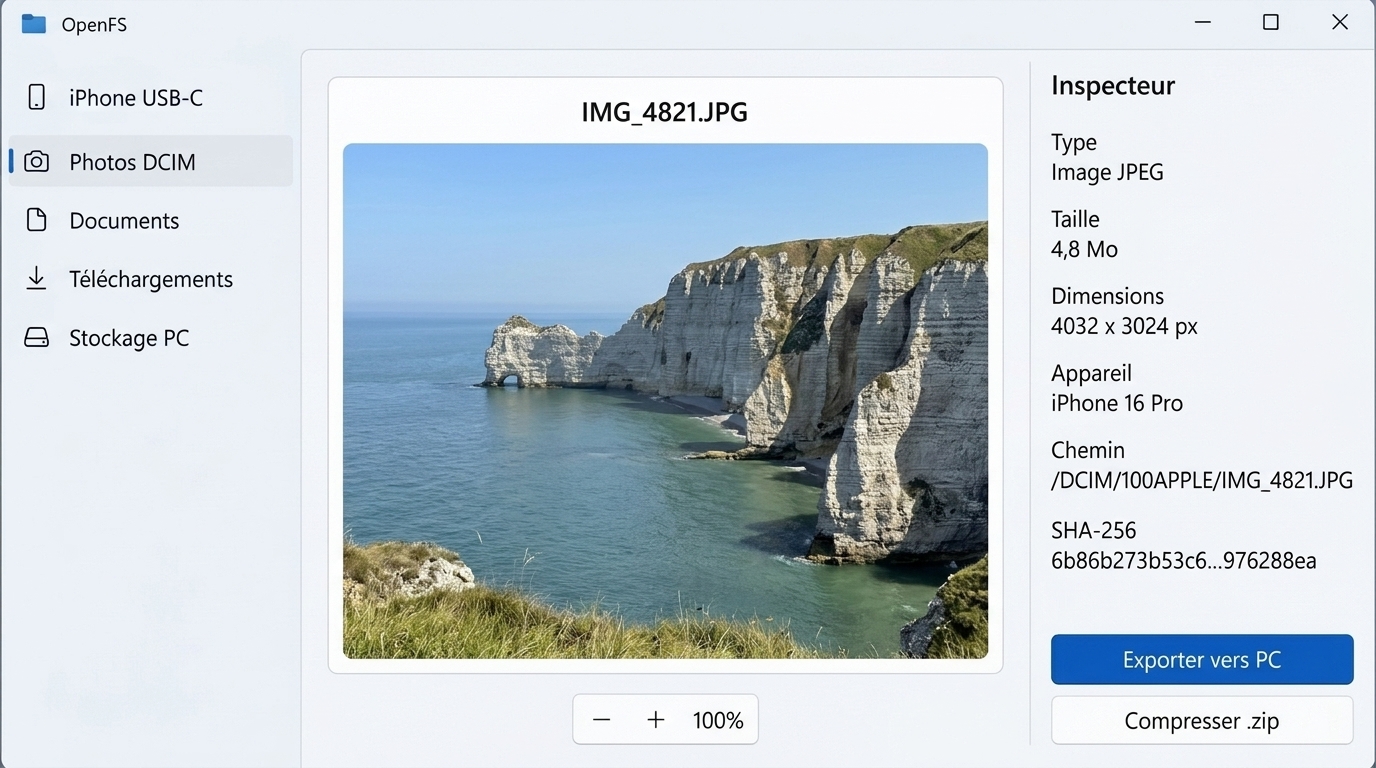 OpenFS
iPhone USB-C
Photos DCIM
Documents
Téléchargements
Stockage PC
IMG_4821.JPG
100%
Inspecteur
Type
Image JPEG
Taille
4,8 Mo
Dimensions
4032 x 3024 px
Appareil
iPhone 16 Pro
Chemin
/DCIM/100APPLE/IMG_4821.JPG
SHA-256
6b86b273b53c6...976288ea
Exporter vers PC
Compresser .zip